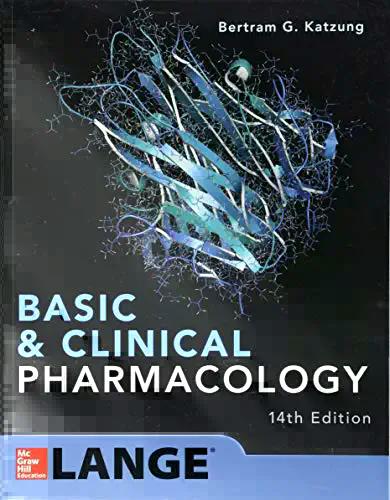 Bertram G. Katzung
BASIC
& CLINICAL
PHARMACOLOGY
14th Edition
Mc
Graw
Hill
Education
LANGE®